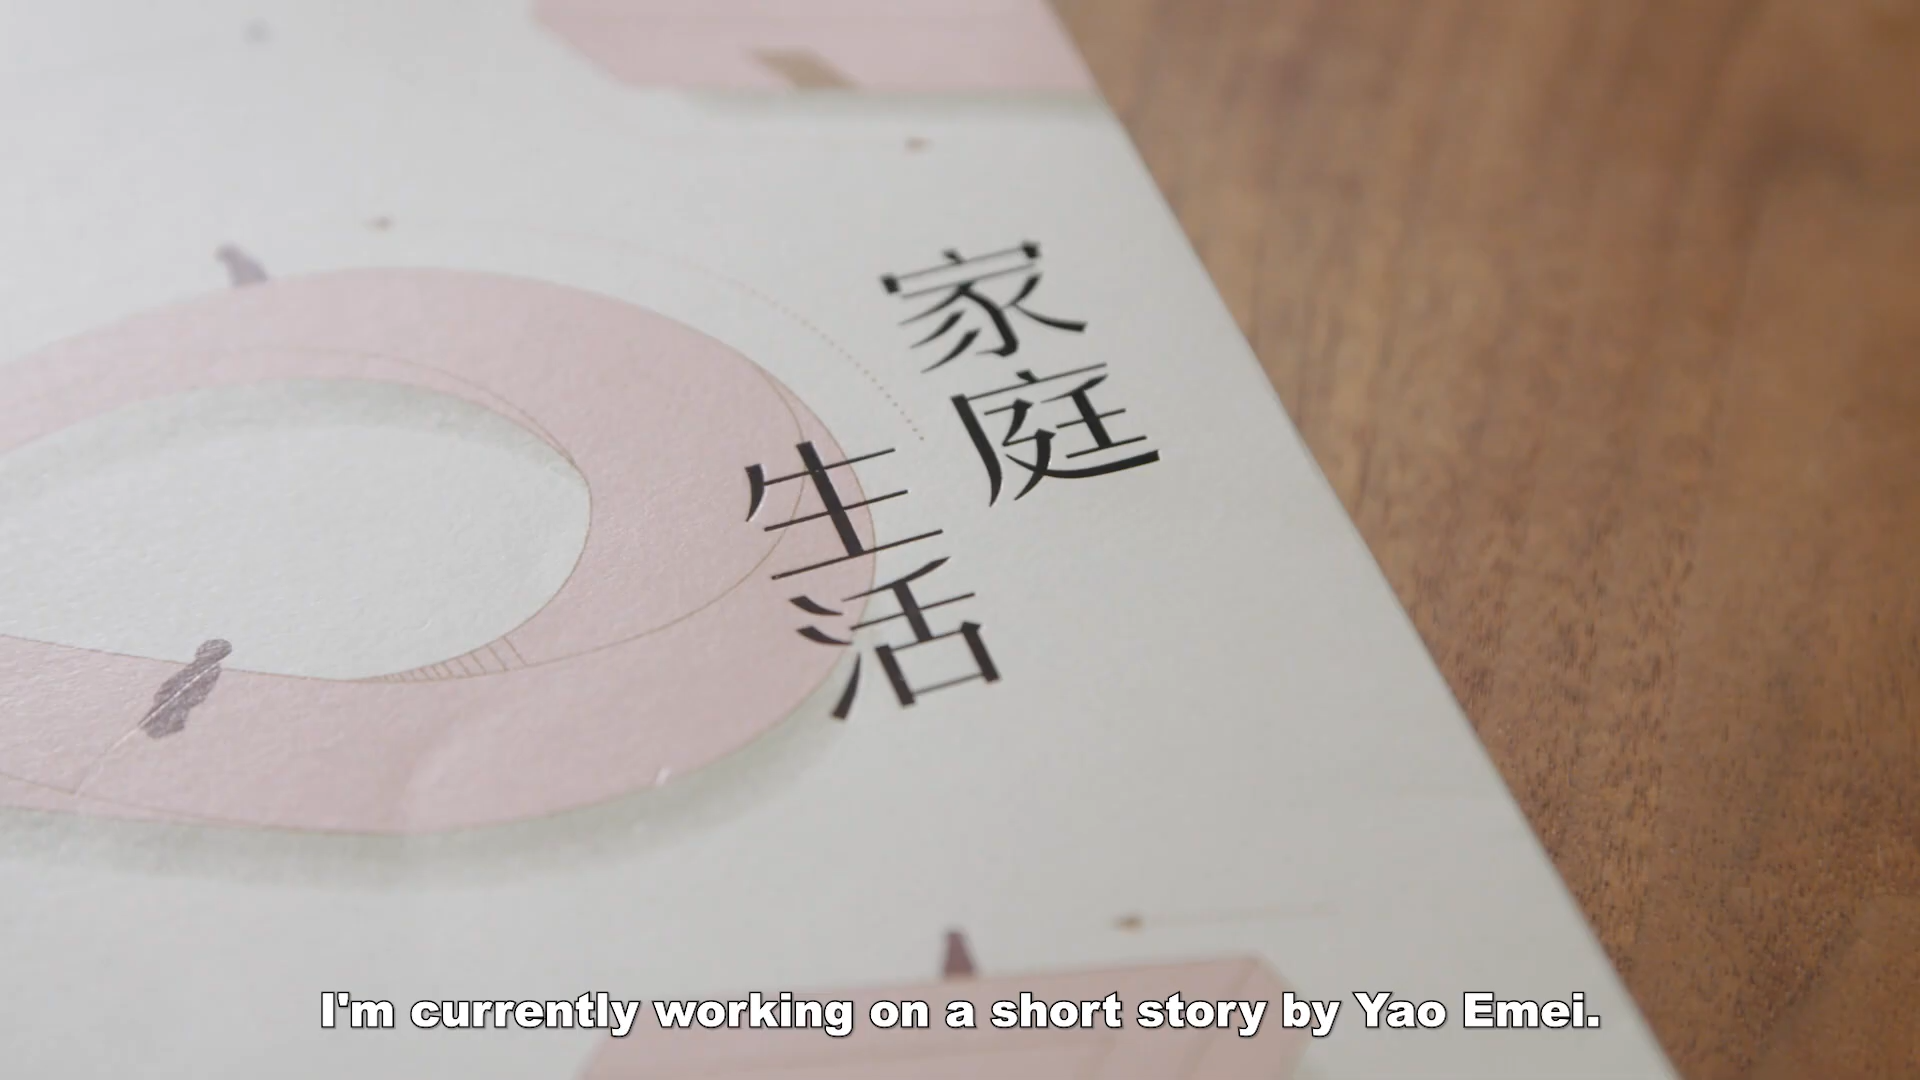 家庭
生活
I'm currently working on a short story by Yao Emei.